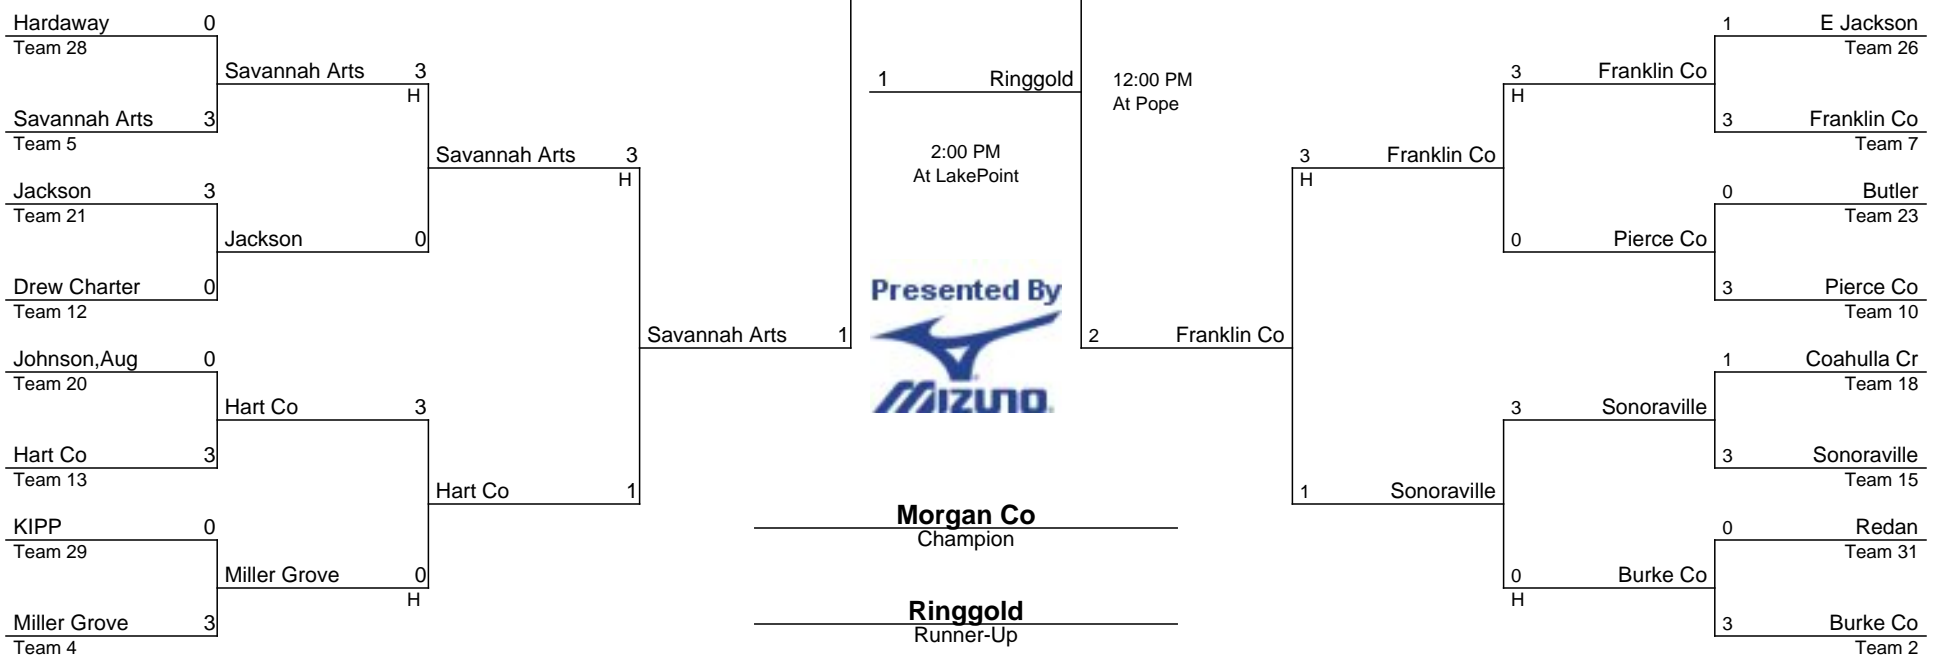 Hardaway 0
Team 28
Savannah Arts 3
H
Savannah Arts 3
Team 5
Savannah Arts 3
H
Jackson 3
Team 21
Jackson 0
Drew Charter 0
Team 12
Savannah Arts 1
Johnson,Aug 0
Team 20
Hart Co 3
Hart Co 3
Team 13
Hart Co 1
KIPP 0
Team 29
Miller Grove 0
H
Miller Grove 3
Team 4
1 Ringgold
12:00 PM
At Pope
2:00 PM
At LakePoint
Presented By
MIZUNO
Morgan Co
Champion
Ringgold
Runner-Up
1 E Jackson
Team 26
3 Franklin Co
H
3 Franklin Co
Team 7
3 Franklin Co
H
0 Butler
Team 23
0 Pierce Co
3 Pierce Co
Team 10
2 Franklin Co
1 Coahulla Cr
Team 18
3 Sonoraville
3 Sonoraville
Team 15
1 Sonoraville
0 Redan
Team 31
0 Burke Co
H
3 Burke Co
Team 2